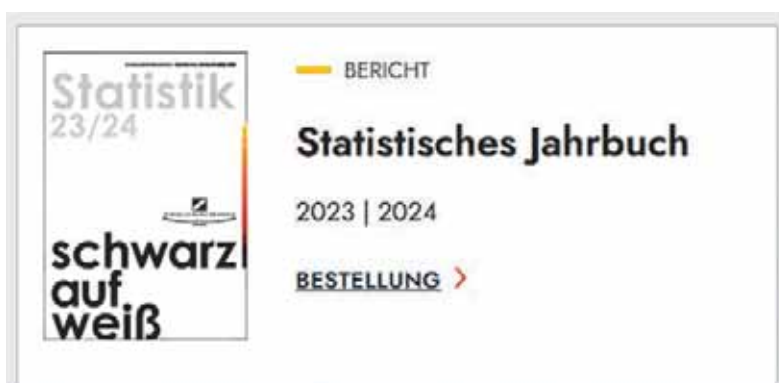 Statistik
23/24
schwarz
auf
weiß
BERICHT
Statistisches Jahrbuch
2023 | 2024
BESTELLUNG